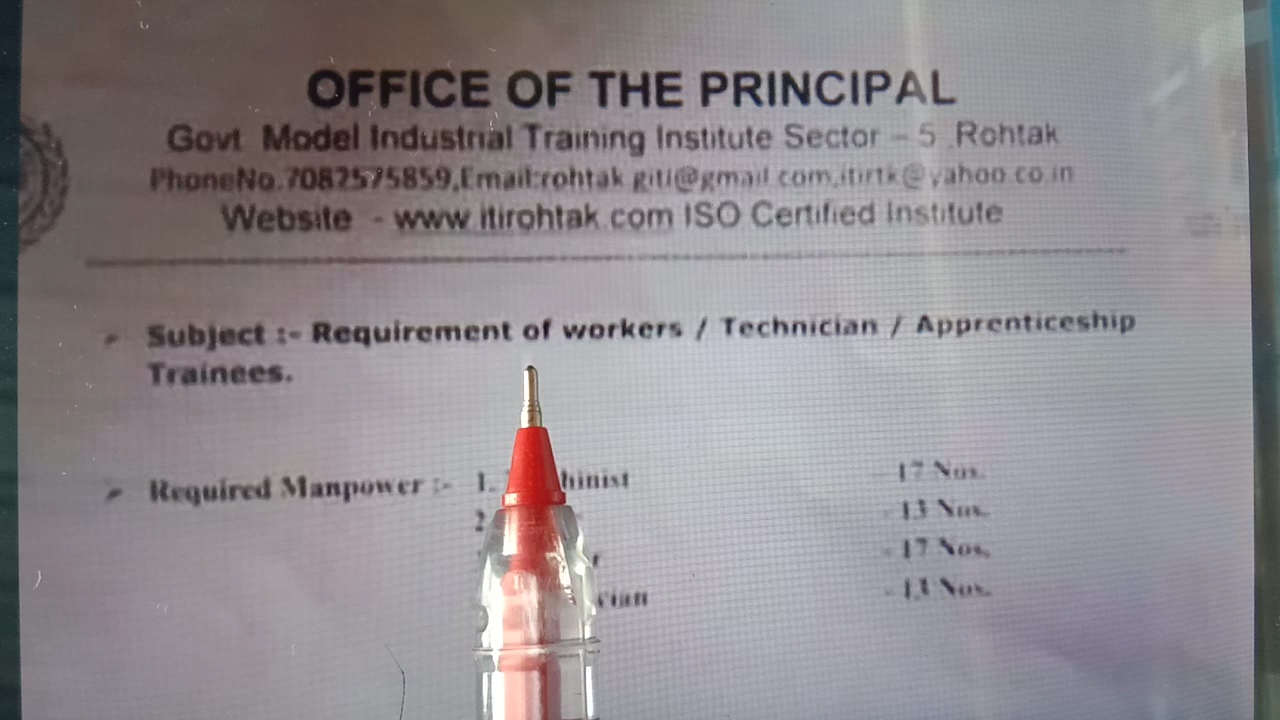 OFFICE OF THE PRINCIPAL
Govt Model Industrial Training Institute Sector – 5 Rohtak
PhoneNo.7082575859,Email:rohtak.giti@gmail.com,itirtk@yahoo.co.in
Website - www.itirohtak.com ISO Certified Institute
Subject :- Requirement of workers / Technician / Apprenticeship
Trainees.
Required Manpower :- 1. hinist - 17 Nos.
2 - 13 Nos.
r - 17 Nos.
cian - 13 Nos.